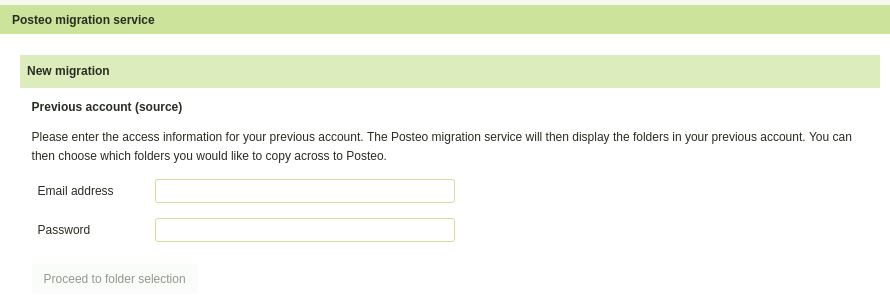 Posteo migration service
New migration
Previous account (source)
Please enter the access information for your previous account. The Posteo migration service will then display the folders in your previous account. You can
then choose which folders you would like to copy across to Posteo.
Email address
Password
Proceed to folder selection